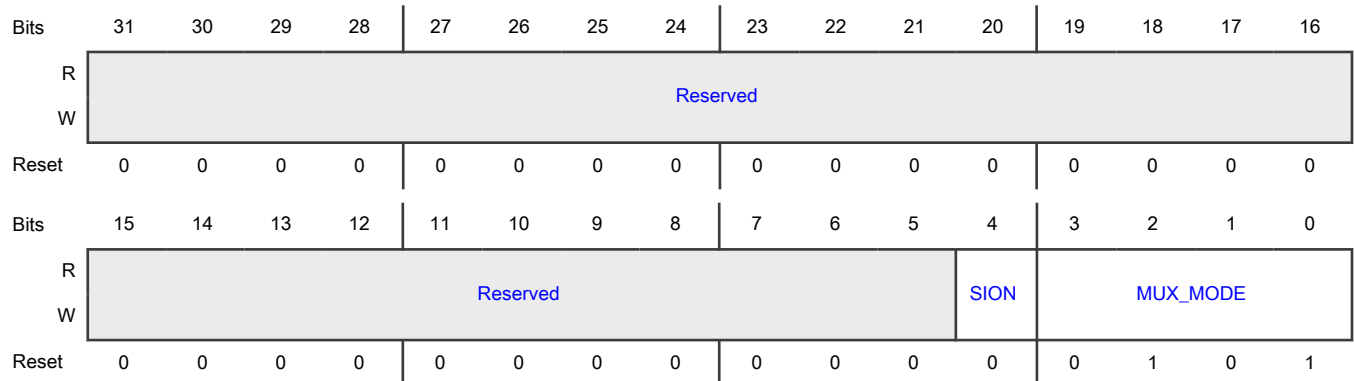 Bits 31 30 29 28 27 26 25 24 23 22 21 20 19 18 17 16
R
Reserved
W
Reset 0 0 0 0 0 0 0 0 0 0 0 0 0 0 0 0
Bits 15 14 13 12 11 10 9 8 7 6 5 4 3 2 1 0
R
Reserved SION MUX_MODE
W
Reset 0 0 0 0 0 0 0 0 0 0 0 0 0 1 0 1